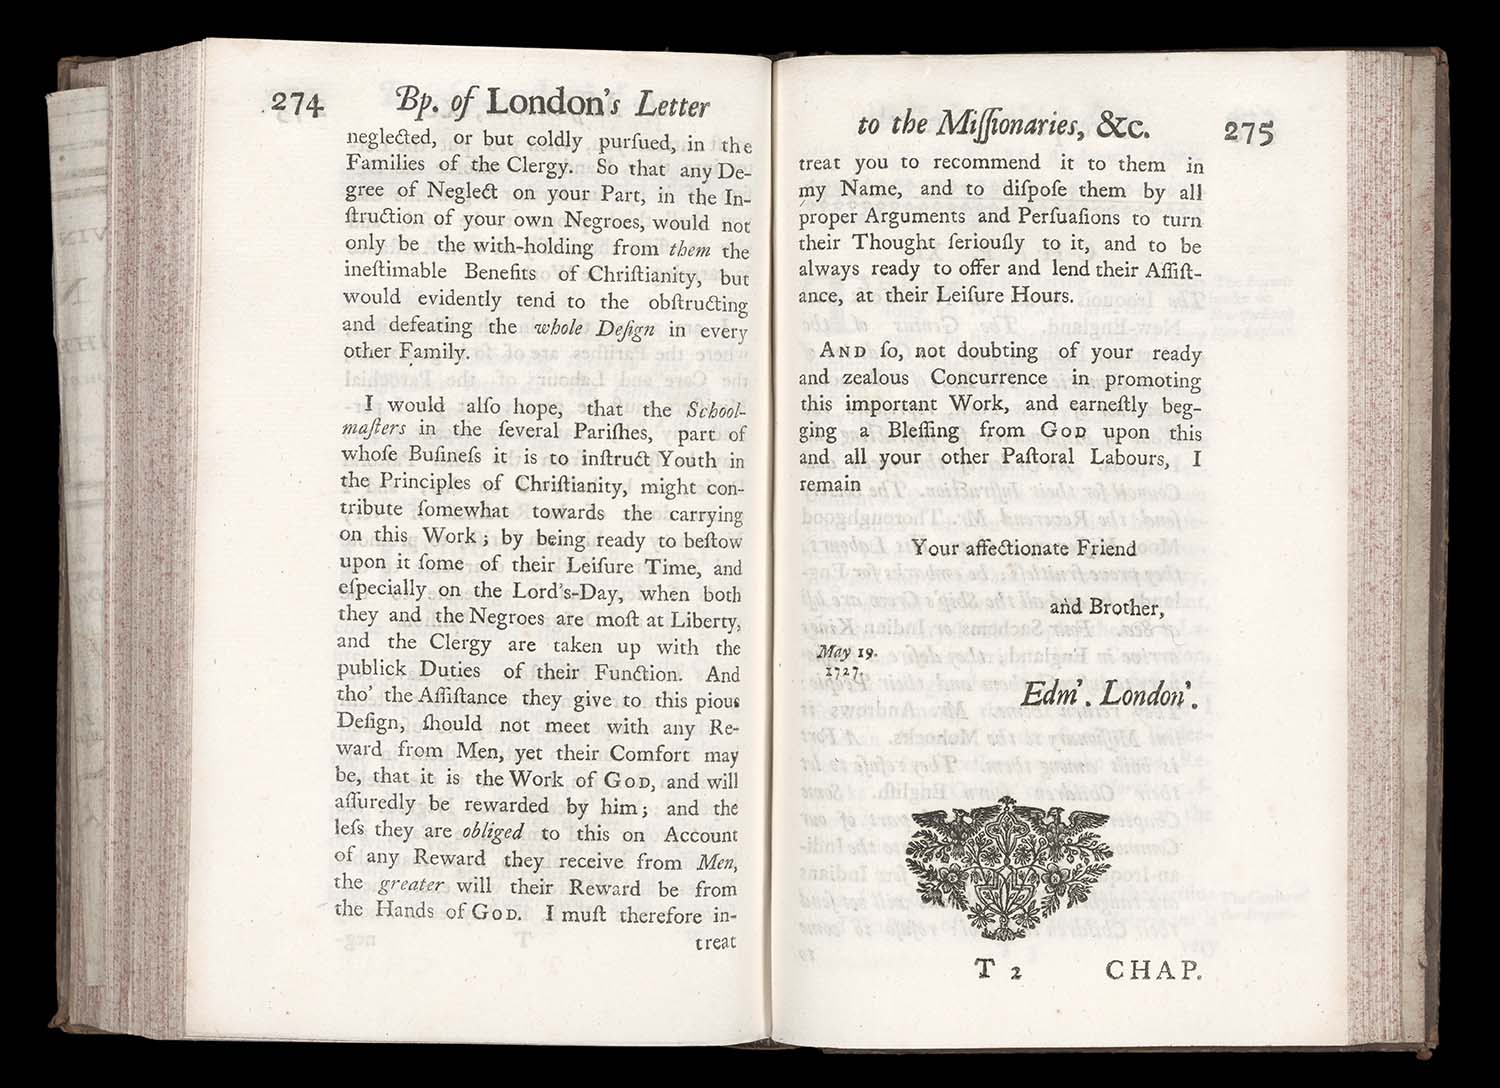 274 Bp. of London's Letter
neglected, or but coldly purſued, in the
Families of the Clergy. So that any De-
gree of Neglect on your Part, in the In-
ſtruction of your own Negroes, would not
only be the with-holding from them the
ineſtimable Benefits of Chriſtianity, but
would evidently tend to the obſtructing
and defeating the whole Deſign in every
other Family.
I would alſo hope, that the School-
maſters in the ſeveral Pariſhes, part of
whoſe Buſineſs it is to inſtruct Youth in
the Principles of Chriſtianity, might con-
tribute ſomewhat towards the carrying
on this Work; by being ready to beſtow
upon it ſome of their Leiſure Time, and
eſpecially on the Lord's-Day, when both
they and the Negroes are moſt at Liberty,
and the Clergy are taken up with the
publick Duties of their Function. And
tho' the Aſſiſtance they give to this pious
Deſign, ſhould not meet with any Re-
ward from Men, yet their Comfort may
be, that it is the Work of GOD, and will
aſſuredly be rewarded by him; and the
leſs they are obliged to this on Account
of any Reward they receive from Men,
the greater will their Reward be from
the Hands of GOD. I muſt therefore in-
treat
to the Miſſionaries, &c. 275
treat you to recommend it to them in
my Name, and to diſpoſe them by all
proper Arguments and Perſuaſions to turn
their Thought ſeriouſly to it, and to be
always ready to offer and lend their Aſſiſt-
ance, at their Leiſure Hours.
AND ſo, not doubting of your ready
and zealous Concurrence in promoting
this important Work, and earneſtly beg-
ging a Bleſſing from GOD upon this
and all your other Paſtoral Labours, I
remain
Your affectionate Friend
and Brother,
May 19.
1727.
Edm'. London'.
T 2 CHAP.